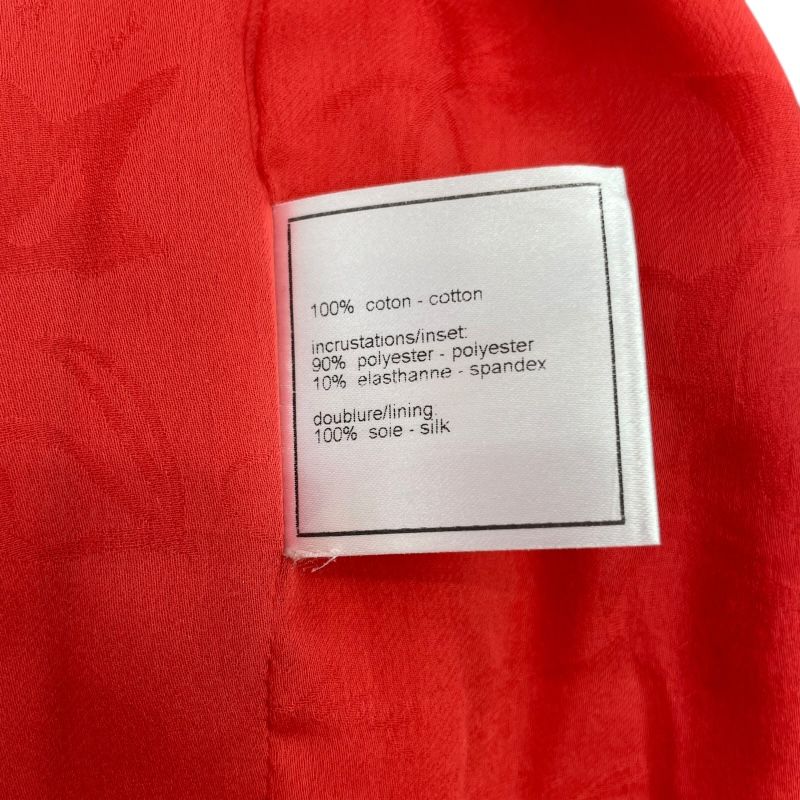 100% coton - cotton
incrustations/inset:
90% polyester - polyester
10% elasthanne - spandex
doublure/lining:
100% soie - silk